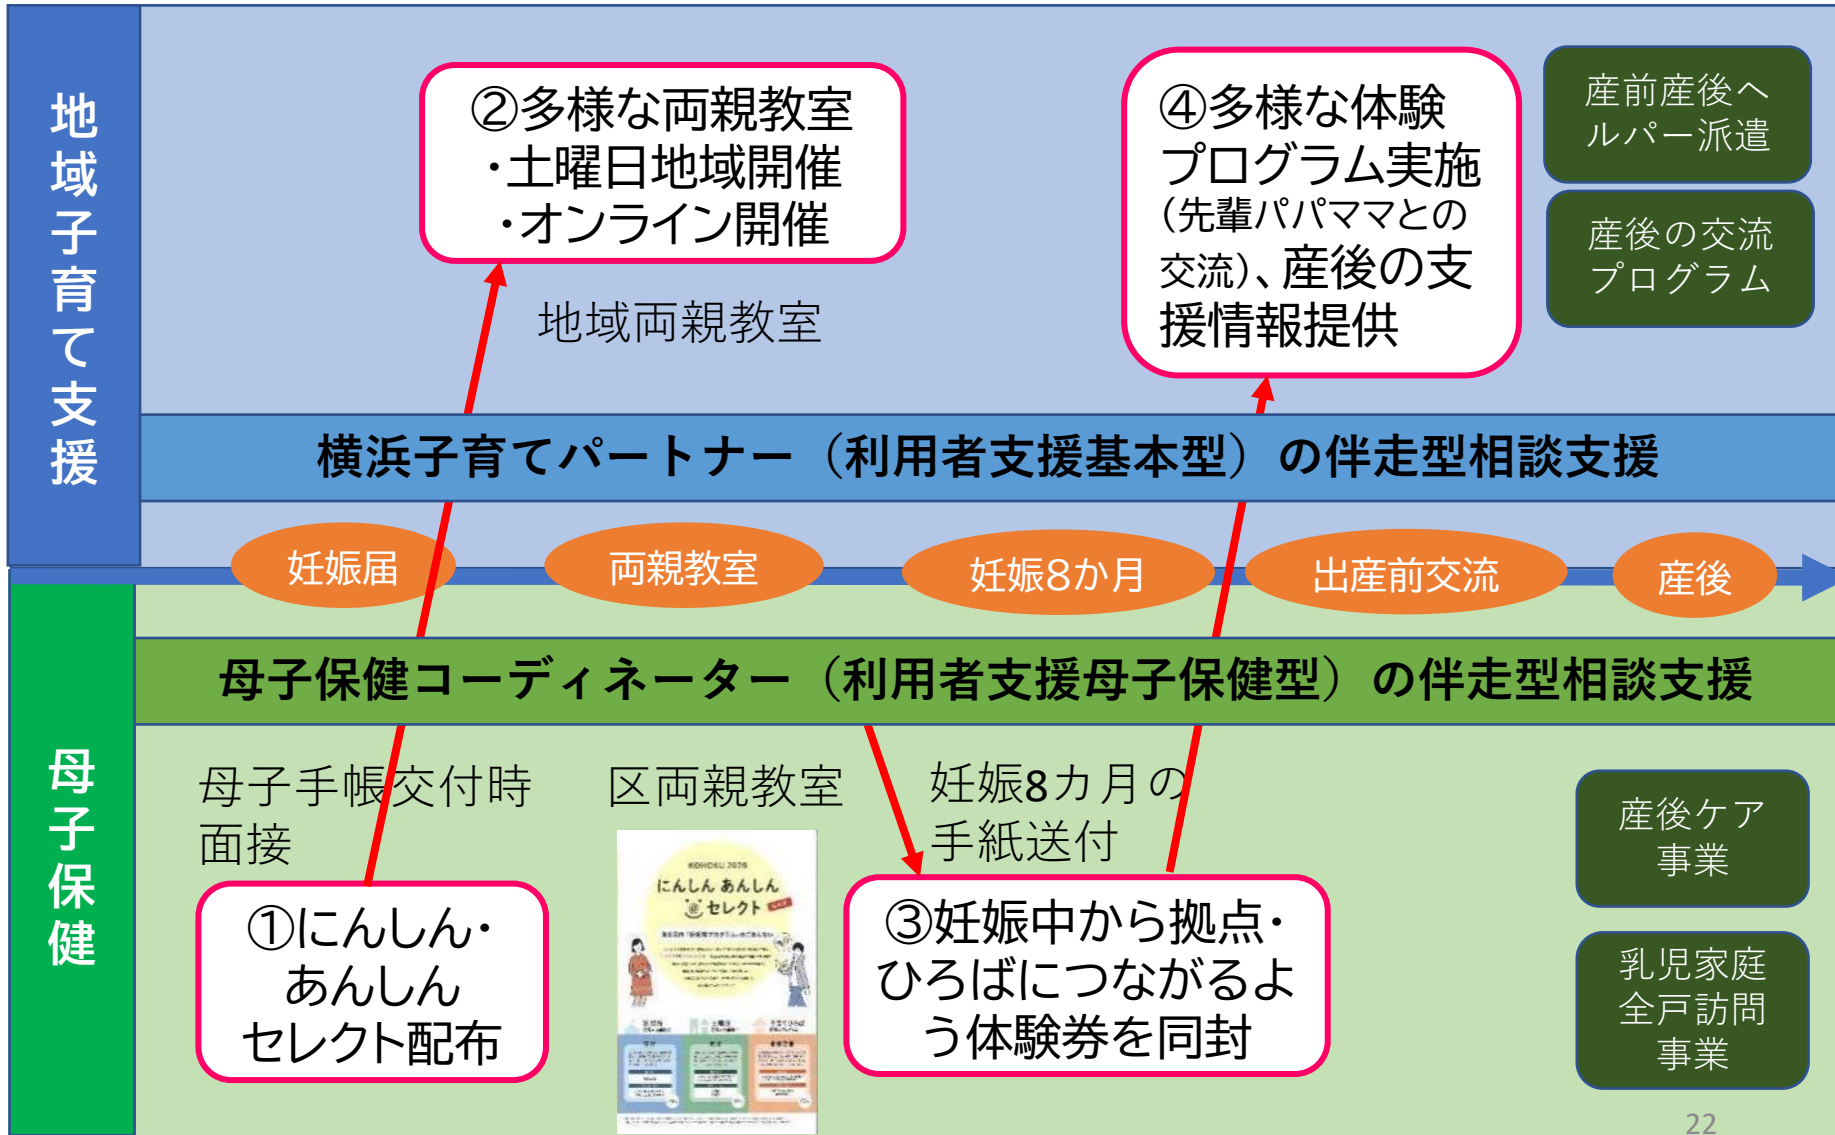 地域子育て支援
②多様な両親教室
・土曜日地域開催
・オンライン開催
地域両親教室
④多様な体験
プログラム実施
(先輩パパママとの
交流)、産後の支
援情報提供
産前産後ヘ
ルパー派遣
産後の交流
プログラム
横浜子育てパートナー（利用者支援基本型）の伴走型相談支援
妊娠届
両親教室
妊娠8か月
出産前交流
産後
母子保健
母子保健コーディネーター（利用者支援母子保健型）の伴走型相談支援
母子手帳交付時
面接
①にんしん・
あんしん
セレクト配布
区両親教室
KOHOKU 2026
にんしん あんしん
セレクト
妊娠8カ月の
手紙送付
③妊娠中から拠点・
ひろばにつながるよ
う体験券を同封
産後ケア
事業
乳児家庭
全戸訪問
事業
22